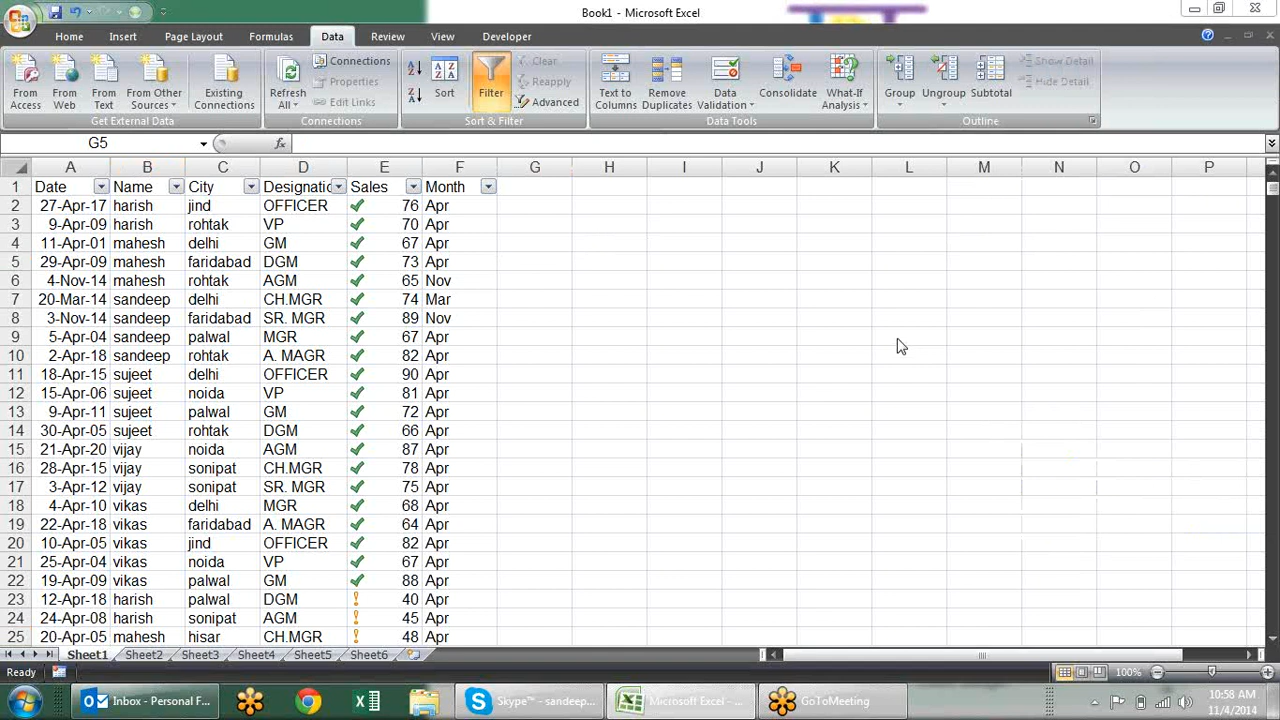 Book1 - Microsoft Excel
Home Insert Page Layout Formulas Data Review View Developer
From Access
From Web
From Text
From Other Sources
Existing Connections
Get External Data
Refresh All
Connections
Properties
Edit Links
Connections
Sort
Filter
Clear
Reapply
Advanced
Sort & Filter
Text to Columns
Remove Duplicates
Data Validation
Consolidate
What-If Analysis
Data Tools
Group
Ungroup
Subtotal
Show Detail
Hide Detail
Outline
G5 fx
A B C D E F G H I J K L M N O P
1 Date Name City Designatic Sales Month
2 27-Apr-17 harish jind OFFICER 76 Apr
3 9-Apr-09 harish rohtak VP 70 Apr
4 11-Apr-01 mahesh delhi GM 67 Apr
5 29-Apr-09 mahesh faridabad DGM 73 Apr
6 4-Nov-14 mahesh rohtak AGM 65 Nov
7 20-Mar-14 sandeep delhi CH.MGR 74 Mar
8 3-Nov-14 sandeep faridabad SR. MGR 89 Nov
9 5-Apr-04 sandeep palwal MGR 67 Apr
10 2-Apr-18 sandeep rohtak A. MAGR 82 Apr
11 18-Apr-15 sujeet delhi OFFICER 90 Apr
12 15-Apr-06 sujeet noida VP 81 Apr
13 9-Apr-11 sujeet palwal GM 72 Apr
14 30-Apr-05 sujeet rohtak DGM 66 Apr
15 21-Apr-20 vijay noida AGM 87 Apr
16 28-Apr-15 vijay sonipat CH.MGR 78 Apr
17 3-Apr-12 vijay sonipat SR. MGR 75 Apr
18 4-Apr-10 vikas delhi MGR 68 Apr
19 22-Apr-18 vikas faridabad A. MAGR 64 Apr
20 10-Apr-05 vikas jind OFFICER 82 Apr
21 25-Apr-04 vikas noida VP 67 Apr
22 19-Apr-09 vikas palwal GM 88 Apr
23 12-Apr-18 harish palwal DGM 40 Apr
24 24-Apr-08 harish sonipat AGM 45 Apr
25 20-Apr-05 mahesh hisar CH.MGR 48 Apr
Sheet1 Sheet2 Sheet3 Sheet4 Sheet5 Sheet6
Ready 100%
Inbox - Personal F... Skype™ - sandeep... Microsoft Excel - ... GoToMeeting 10:58 AM
11/4/2014